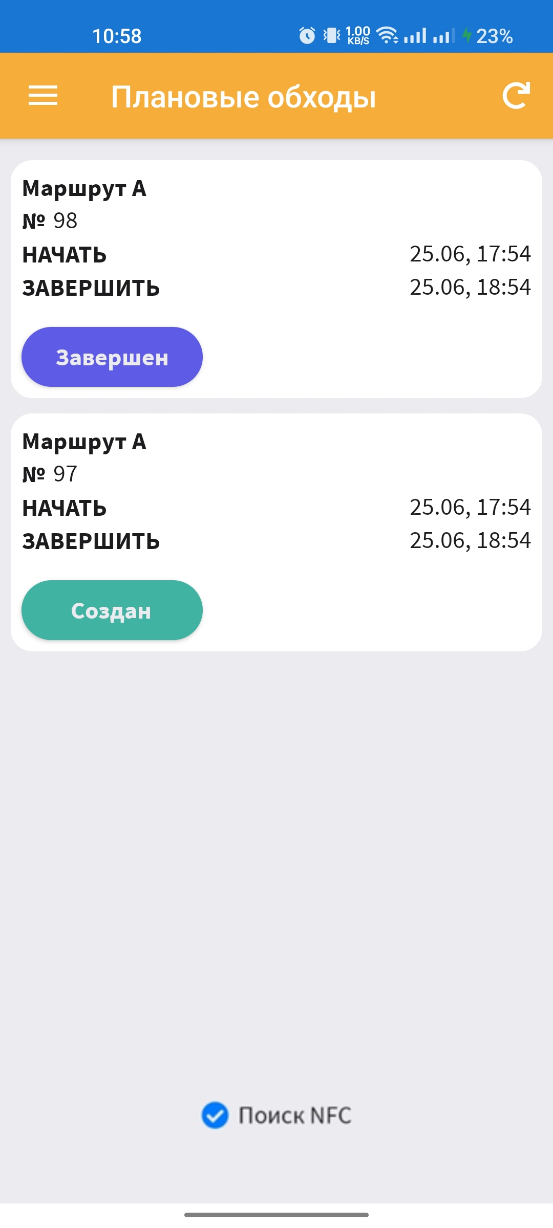 10:58 1.00 KB/S 23%
Плановые обходы
Маршрут А
№ 98
НАЧАТЬ 25.06, 17:54
ЗАВЕРШИТЬ 25.06, 18:54
Завершен
Маршрут А
№ 97
НАЧАТЬ 25.06, 17:54
ЗАВЕРШИТЬ 25.06, 18:54
Создан
Поиск NFC